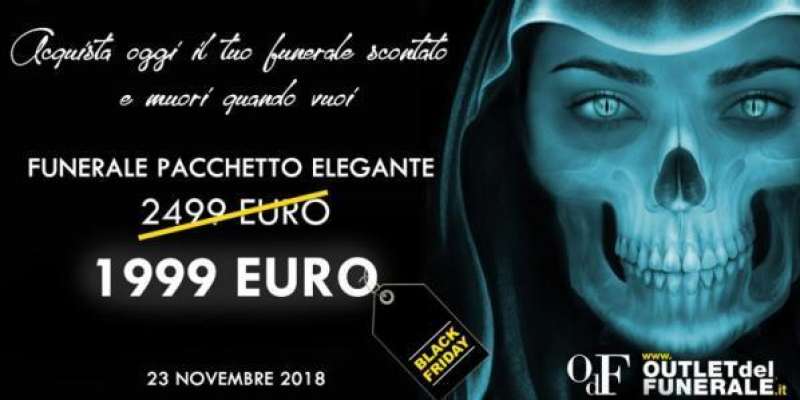 Acquista oggi il tuo funerale scontato
e muori quando vuoi
FUNERALE PACCHETTO ELEGANTE
2499 EURO
1999 EURO
BLACK
FRIDAY
23 NOVEMBRE 2018
OdF
www.
OUTLETdel
FUNERALE.it